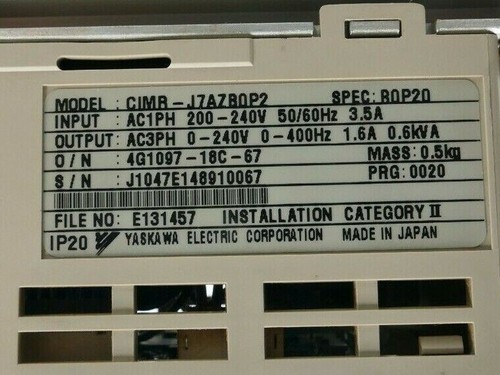 MODEL : CIMR-J7AZB0P2 SPEC: B0P20
INPUT : AC1PH 200-240V 50/60Hz 3.5A
OUTPUT: AC3PH 0-240V 0-400Hz 1.6A 0.6kVA
O / N : 4G1097-18C-67 MASS: 0.5kg
S / N : J1047E148910067 PRG: 0020
FILE NO: E131457 INSTALLATION CATEGORY II
IP20 YASKAWA ELECTRIC CORPORATION MADE IN JAPAN